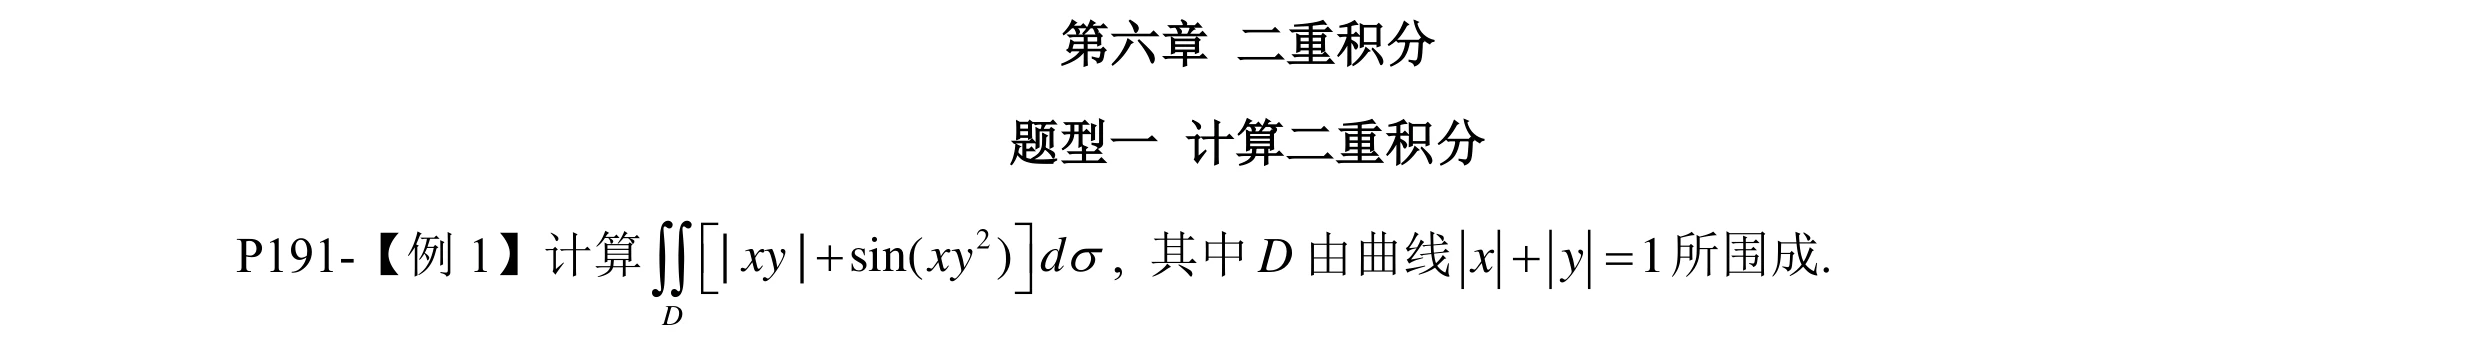 第六章 二重积分
题型一 计算二重积分
P191-【例 1】计算$\iint\limits_{D}\left[|xy|+\sin(xy^2)\right]d\sigma$, 其中 $D$ 由曲线$|x|+|y|=1$所围成.